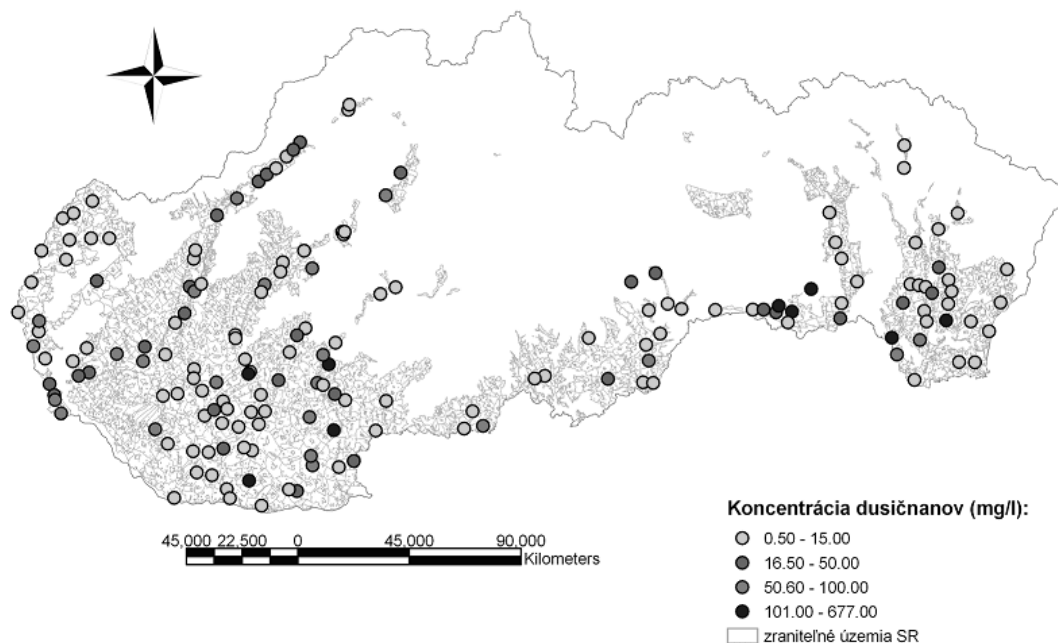 45,000 22,500 0 45,000 90,000
Kilometers
Koncentrácia dusičnanov (mg/l):
0.50 - 15.00
16.50 - 50.00
50.60 - 100.00
101.00 - 677.00
zraniteľné územia SR